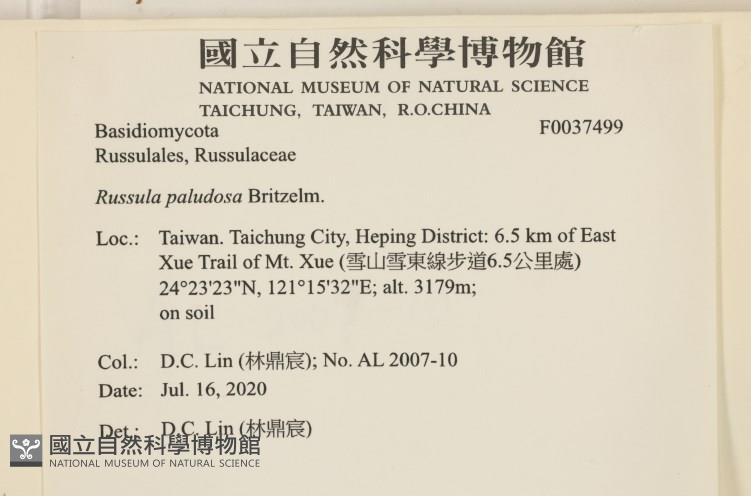 國立自然科學博物館
NATIONAL MUSEUM OF NATURAL SCIENCE
TAICHUNG, TAIWAN, R.O.CHINA
Basidiomycota F0037499
Russulales, Russulaceae
Russula paludosa Britzelm.
Loc.: Taiwan. Taichung City, Heping District: 6.5 km of East
Xue Trail of Mt. Xue (雪山雪東線步道6.5公里處)
24°23'23"N, 121°15'32"E; alt. 3179m;
on soil
Col.: D.C. Lin (林鼎宸); No. AL 2007-10
Date: Jul. 16, 2020
Det.: D.C. Lin (林鼎宸)
國立自然科學博物館
NATIONAL MUSEUM OF NATURAL SCIENCE